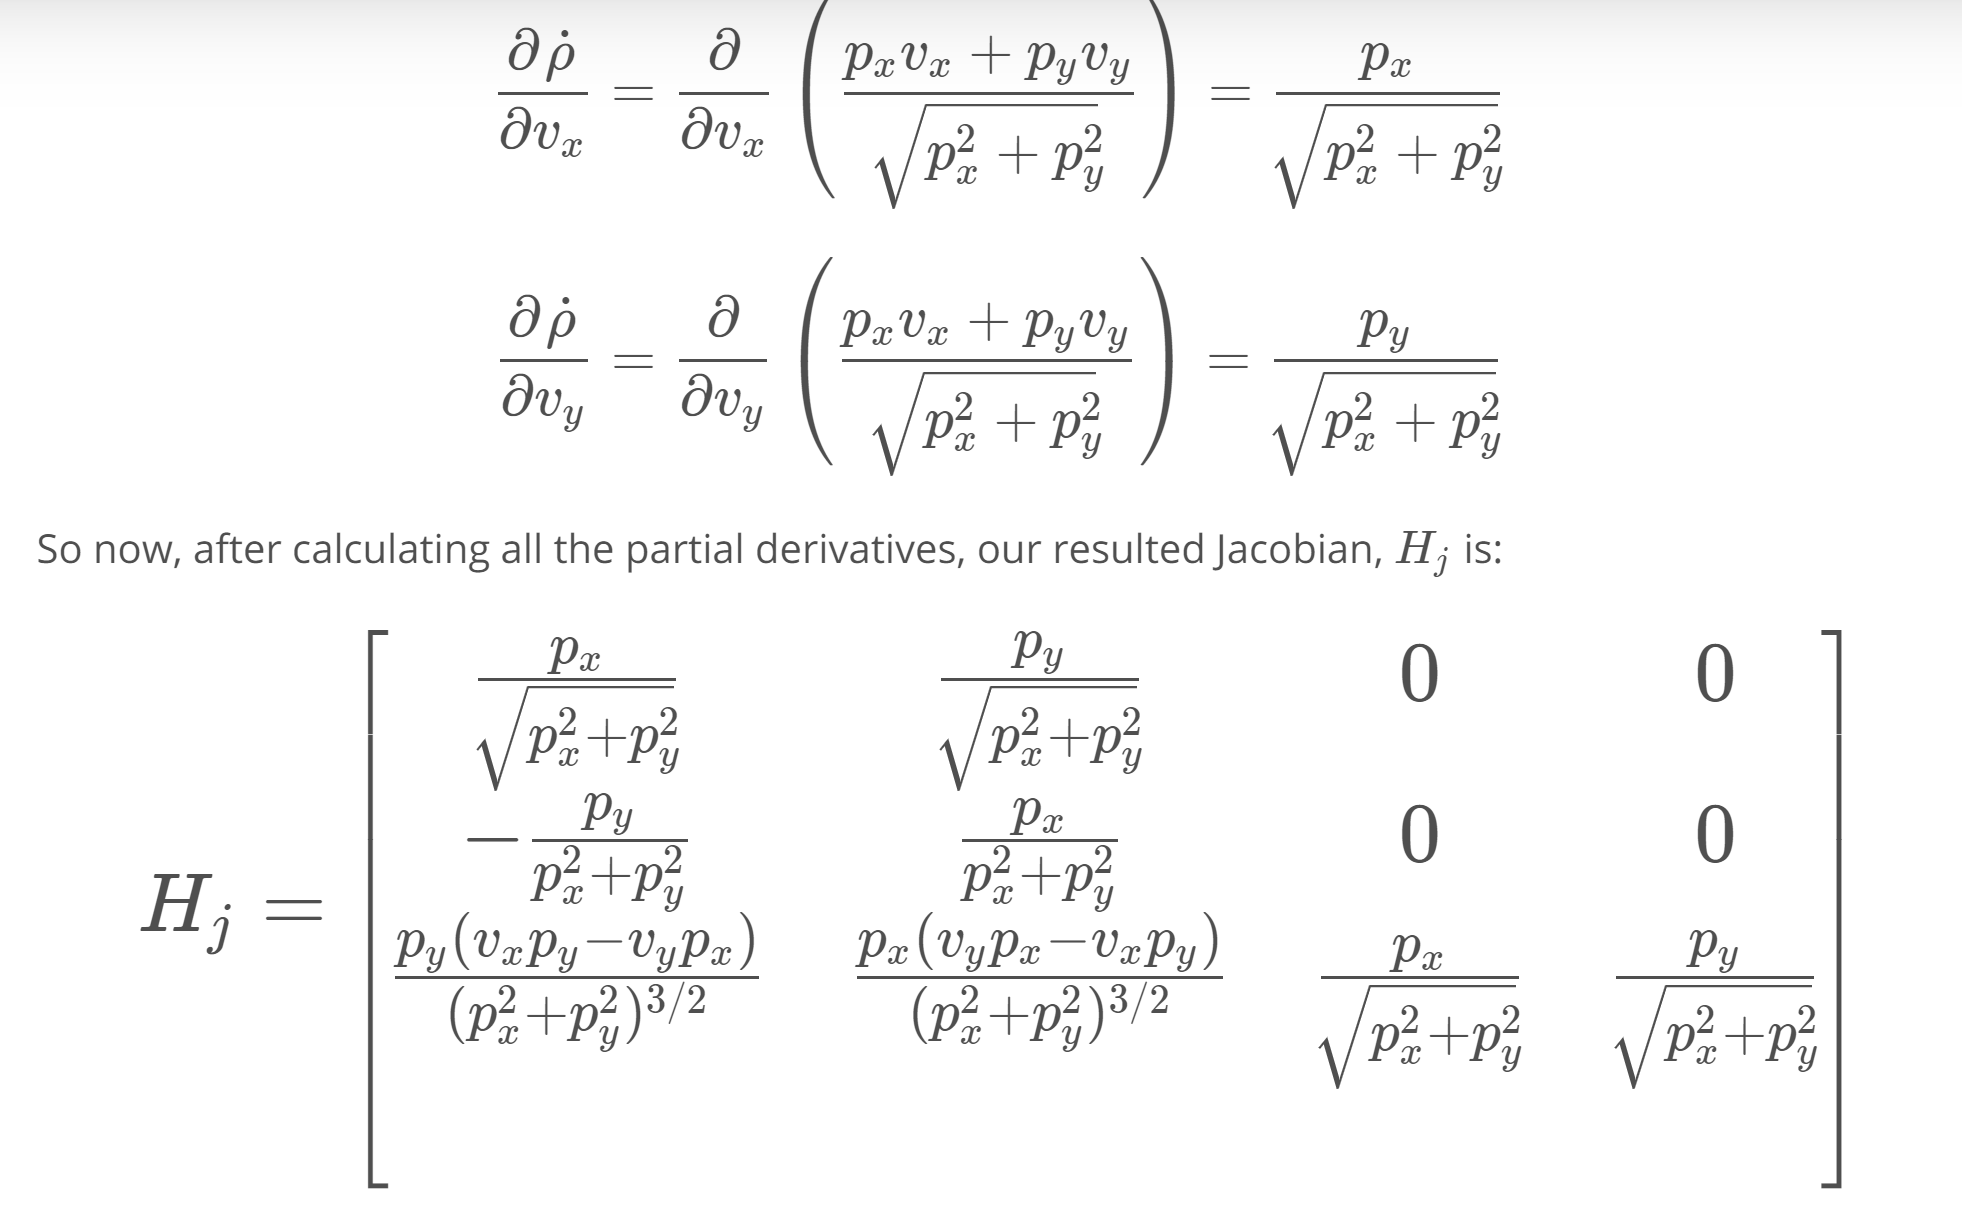 \frac{\partial \dot{\rho}}{\partial v_x} = \frac{\partial}{\partial v_x} \left( \frac{p_x v_x + p_y v_y}{\sqrt{p_x^2 + p_y^2}} \right) = \frac{p_x}{\sqrt{p_x^2 + p_y^2}}
\frac{\partial \dot{\rho}}{\partial v_y} = \frac{\partial}{\partial v_y} \left( \frac{p_x v_x + p_y v_y}{\sqrt{p_x^2 + p_y^2}} \right) = \frac{p_y}{\sqrt{p_x^2 + p_y^2}}
So now, after calculating all the partial derivatives, our resulted Jacobian, H_j is:
H_j = \begin{bmatrix} \frac{p_x}{\sqrt{p_x^2 + p_y^2}} & \frac{p_y}{\sqrt{p_x^2 + p_y^2}} & 0 & 0 \\ -\frac{p_y}{p_x^2 + p_y^2} & \frac{p_x}{p_x^2 + p_y^2} & 0 & 0 \\ \frac{p_y(v_x p_y - v_y p_x)}{(p_x^2 + p_y^2)^{3/2}} & \frac{p_x(v_y p_x - v_x p_y)}{(p_x^2 + p_y^2)^{3/2}} & \frac{p_x}{\sqrt{p_x^2 + p_y^2}} & \frac{p_y}{\sqrt{p_x^2 + p_y^2}} \end{bmatrix}